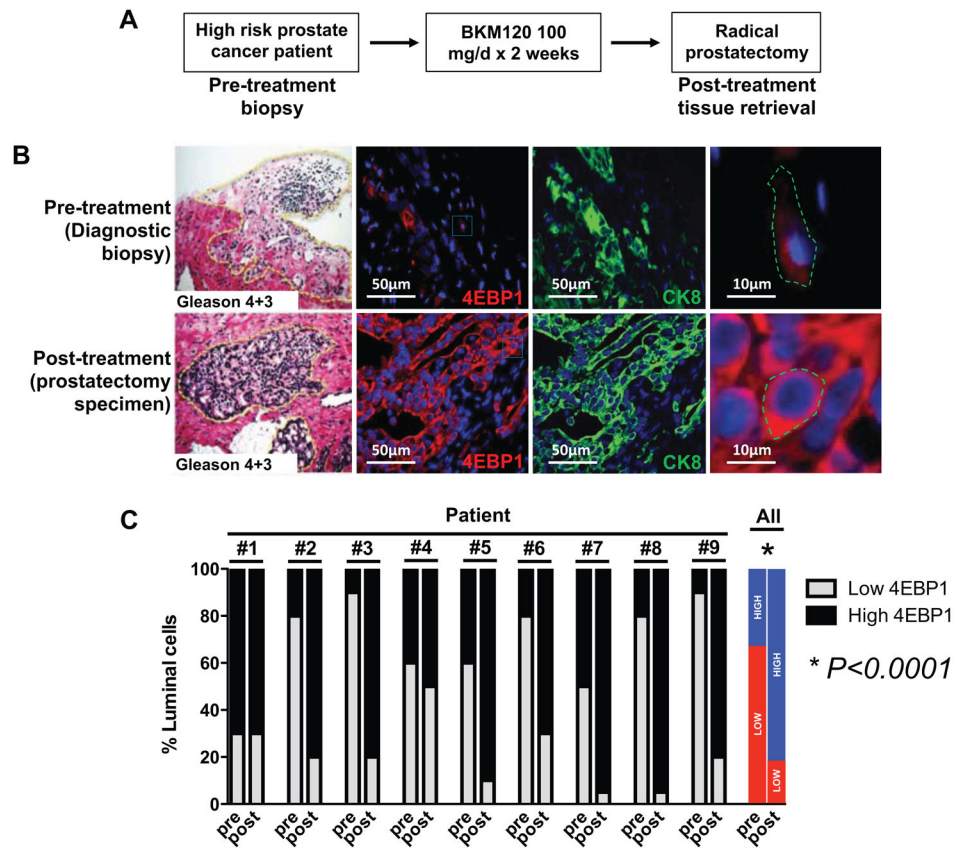 A
High risk prostate
cancer patient
BKM120 100
mg/d x 2 weeks
Radical
prostatectomy
Pre-treatment
biopsy
Post-treatment
tissue retrieval
B
Pre-treatment
(Diagnostic
biopsy)
Gleason 4+3
50µm
4EBP1
50µm
CK8
10µm
Post-treatment
(prostatectomy
specimen)
Gleason 4+3
50µm
4EBP1
50µm
CK8
10µm
C
Patient
All
#1 #2 #3 #4 #5 #6 #7 #8 #9
*
% Luminal cells
100
80
60
40
20
0
HIGH
LOW
HIGH
LOW
Low 4EBP1
High 4EBP1
* P<0.0001
pre post pre post pre post pre post pre post pre post pre post pre post pre post pre post